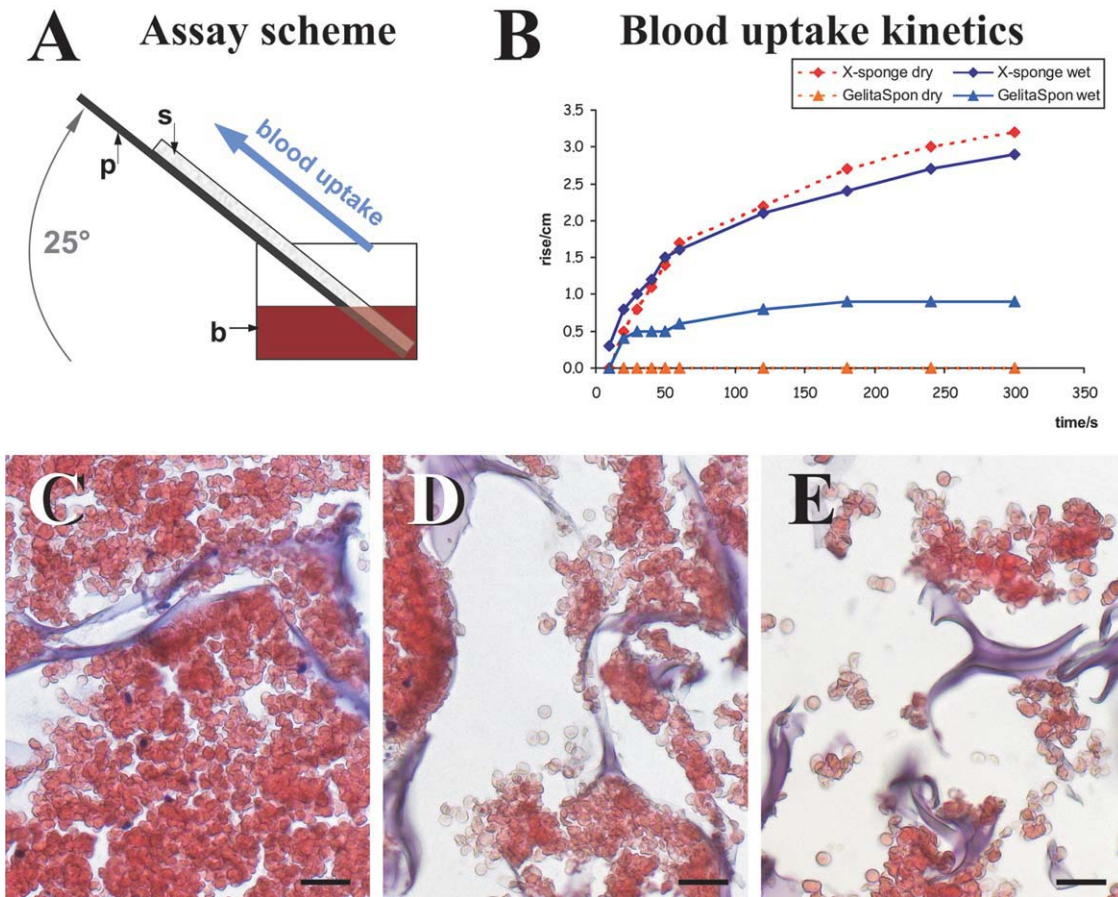 A Assay scheme
s
p
blood uptake
25°
b
B Blood uptake kinetics
X-sponge dry X-sponge wet
GelitaSpon dry GelitaSpon wet
3.5
3.0
2.5
2.0
1.5
1.0
0.5
0.0
rise/cm
0 50 100 150 200 250 300 350
time/s
C D E